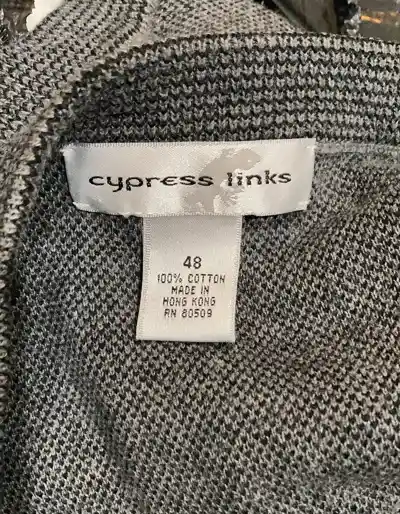 cypress links
48
100% COTTON
MADE IN
HONG KONG
RN 80509